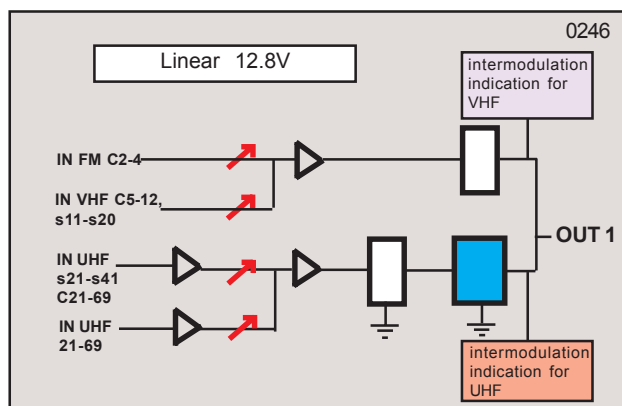 0246
Linear 12.8V
intermodulation
indication for
VHF
IN FM C2-4
IN VHF C5-12,
s11-s20
OUT 1
IN UHF
s21-s41
C21-69
IN UHF
21-69
intermodulation
indication for
UHF